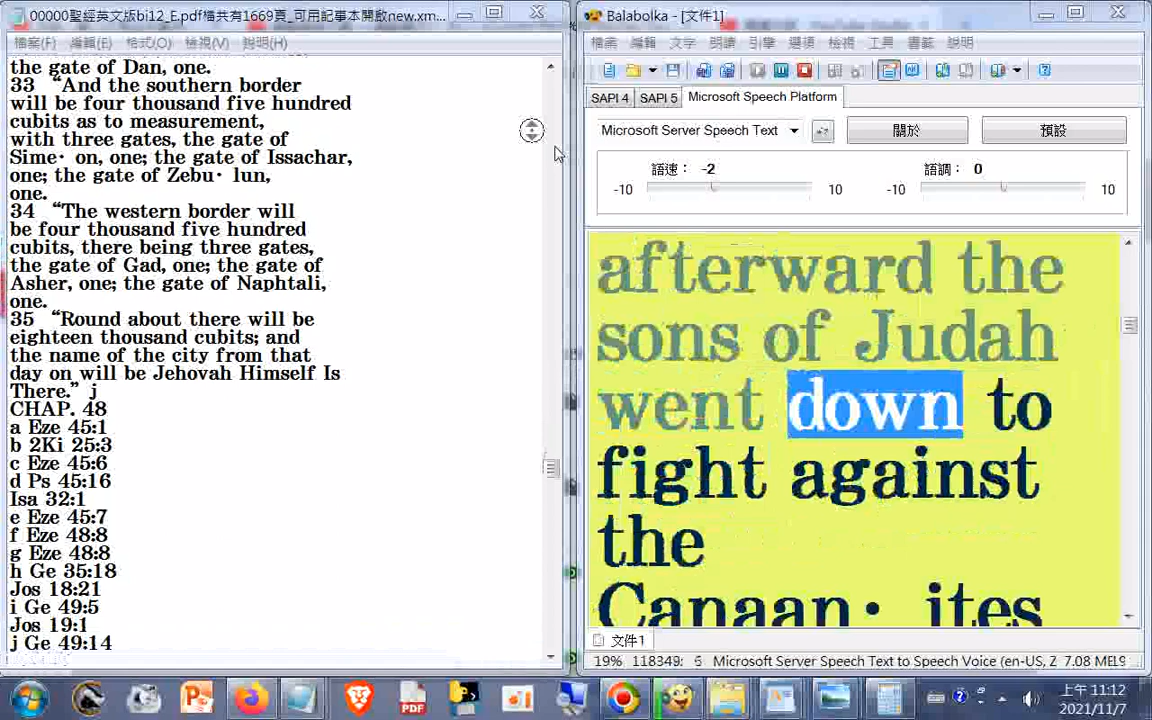 00000聖經英文版bi12_E.pdf檔共有1669頁_可用記事本開啟new.xm...
檔案(F) 編輯(E) 格式(O) 檢視(V) 說明(H)
the gate of Dan, one.
33 “And the southern border
will be four thousand five hundred
cubits as to measurement,
with three gates, the gate of
Sime· on, one; the gate of Issachar,
one; the gate of Zebu· lun,
one.
34 “The western border will
be four thousand five hundred
cubits, there being three gates,
the gate of Gad, one; the gate of
Asher, one; the gate of Naphtali,
one.
35 “Round about there will be
eighteen thousand cubits; and
the name of the city from that
day on will be Jehovah Himself Is
There.” j
CHAP. 48
a Eze 45:1
b 2Ki 25:3
c Eze 45:6
d Ps 45:16
Isa 32:1
e Eze 45:7
f Eze 48:8
g Eze 48:8
h Ge 35:18
Jos 18:21
i Ge 49:5
Jos 19:1
j Ge 49:14
Balabolka - [文件1]
檔案 編輯 文字 朗讀 引擎 選項 檢視 工具 書籤 說明
SAPI 4 SAPI 5 Microsoft Speech Platform
Microsoft Server Speech Text 關於 預設
語速： -2 語調： 0
-10 10 -10 10
afterward the
sons of Judah
went down to
fight against
the
Canaan· ites
文件1
19% 118349: 6 Microsoft Server Speech Text to Speech Voice (en-US, Z 7.08 МЕ19
PDF
上午 11:12
2021/11/7